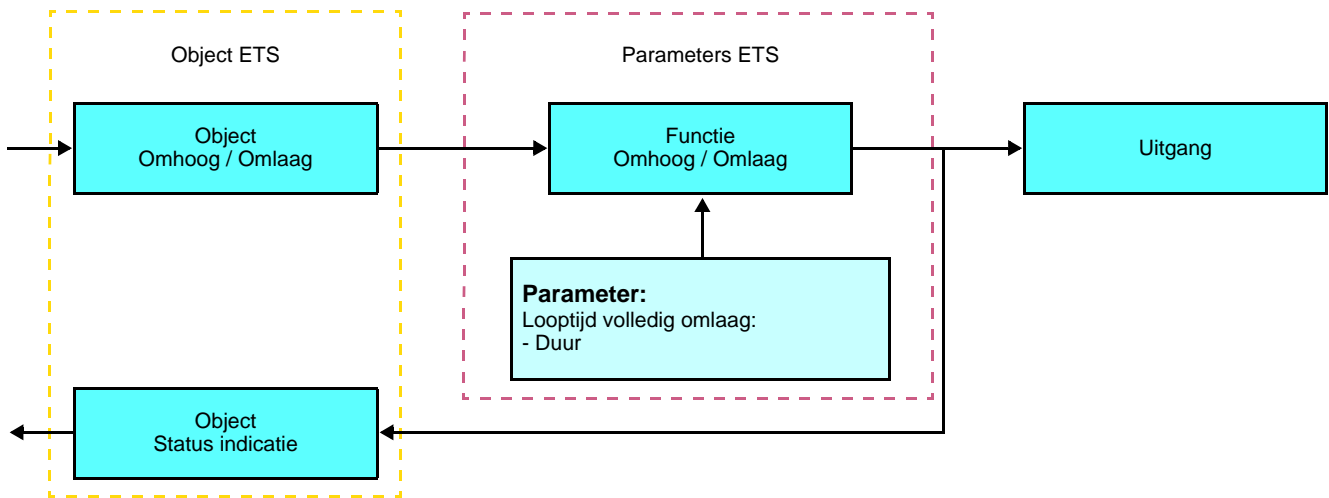 Object ETS
Parameters ETS
Object
Omhoog / Omlaag
Functie
Omhoog / Omlaag
Uitgang
Parameter:
Looptijd volledig omlaag:
- Duur
Object
Status indicatie